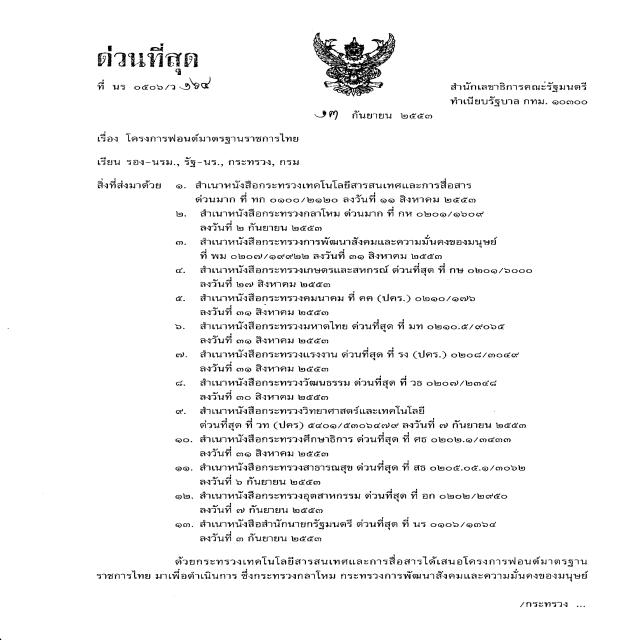 ด่วนที่สุด
ที่ นร ๐๕๐๖/ว ๑๖๔
สำนักเลขาธิการคณะรัฐมนตรี
ทำเนียบรัฐบาล กทม. ๑๐๓๐๐
๑๓ กันยายน ๒๕๕๓
เรื่อง โครงการฟอนต์มาตรฐานราชการไทย
เรียน รอง-นรม., รัฐ-นร., กระทรวง, กรม
สิ่งที่ส่งมาด้วย ๑. สำเนาหนังสือกระทรวงเทคโนโลยีสารสนเทศและการสื่อสาร
ด่วนมาก ที่ ทก ๐๑๐๐/๒๑๒๐ ลงวันที่ ๑๑ สิงหาคม ๒๕๕๓
๒. สำเนาหนังสือกระทรวงกลาโหม ด่วนมาก ที่ กห ๐๒๐๑/๑๖๐๙
ลงวันที่ ๒ กันยายน ๒๕๕๓
๓. สำเนาหนังสือกระทรวงการพัฒนาสังคมและความมั่นคงของมนุษย์
ที่ พม ๐๒๐๗/๑๙๙๒๒ ลงวันที่ ๓๑ สิงหาคม ๒๕๕๓
๔. สำเนาหนังสือกระทรวงเกษตรและสหกรณ์ ด่วนที่สุด ที่ กษ ๐๒๐๑/๖๐๐๐
ลงวันที่ ๒๗ สิงหาคม ๒๕๕๓
๕. สำเนาหนังสือกระทรวงคมนาคม ที่ คค (ปคร.) ๐๒๑๐/๑๗๖
ลงวันที่ ๓๑ สิงหาคม ๒๕๕๓
๖. สำเนาหนังสือกระทรวงมหาดไทย ด่วนที่สุด ที่ มท ๐๒๑๐.๕/๙๐๖๕
ลงวันที่ ๓๑ สิงหาคม ๒๕๕๓
๗. สำเนาหนังสือกระทรวงแรงงาน ด่วนที่สุด ที่ รง (ปคร.) ๐๒๐๘/๓๐๔๙
ลงวันที่ ๓๑ สิงหาคม ๒๕๕๓
๘. สำเนาหนังสือกระทรวงวัฒนธรรม ด่วนที่สุด ที่ วธ ๐๒๐๗/๒๓๔๘
ลงวันที่ ๓๐ สิงหาคม ๒๕๕๓
๙. สำเนาหนังสือกระทรวงวิทยาศาสตร์และเทคโนโลยี
ด่วนที่สุด ที่ วท (ปคร) ๕๔๐๑/๕๓๐๖๔๗๙ ลงวันที่ ๗ กันยายน ๒๕๕๓
๑๐. สำเนาหนังสือกระทรวงศึกษาธิการ ด่วนที่สุด ที่ ศธ ๐๒๐๒.๑/๓๔๓๓
ลงวันที่ ๓๑ สิงหาคม ๒๕๕๓
๑๑. สำเนาหนังสือกระทรวงสาธารณสุข ด่วนที่สุด ที่ สธ ๐๒๐๕.๐๕.๑/๓๐๖๒
ลงวันที่ ๖ กันยายน ๒๕๕๓
๑๒. สำเนาหนังสือกระทรวงอุตสาหกรรม ด่วนที่สุด ที่ อก ๐๒๐๒/๒๙๕๐
ลงวันที่ ๗ กันยายน ๒๕๕๓
๑๓. สำเนาหนังสือสำนักนายกรัฐมนตรี ด่วนที่สุด ที่ นร ๐๑๐๖/๑๓๖๔
ลงวันที่ ๓ กันยายน ๒๕๕๓
ด้วยกระทรวงเทคโนโลยีสารสนเทศและการสื่อสารได้เสนอโครงการฟอนต์มาตรฐาน
ราชการไทย มาเพื่อดำเนินการ ซึ่งกระทรวงกลาโหม กระทรวงการพัฒนาสังคมและความมั่นคงของมนุษย์
/กระทรวง ...